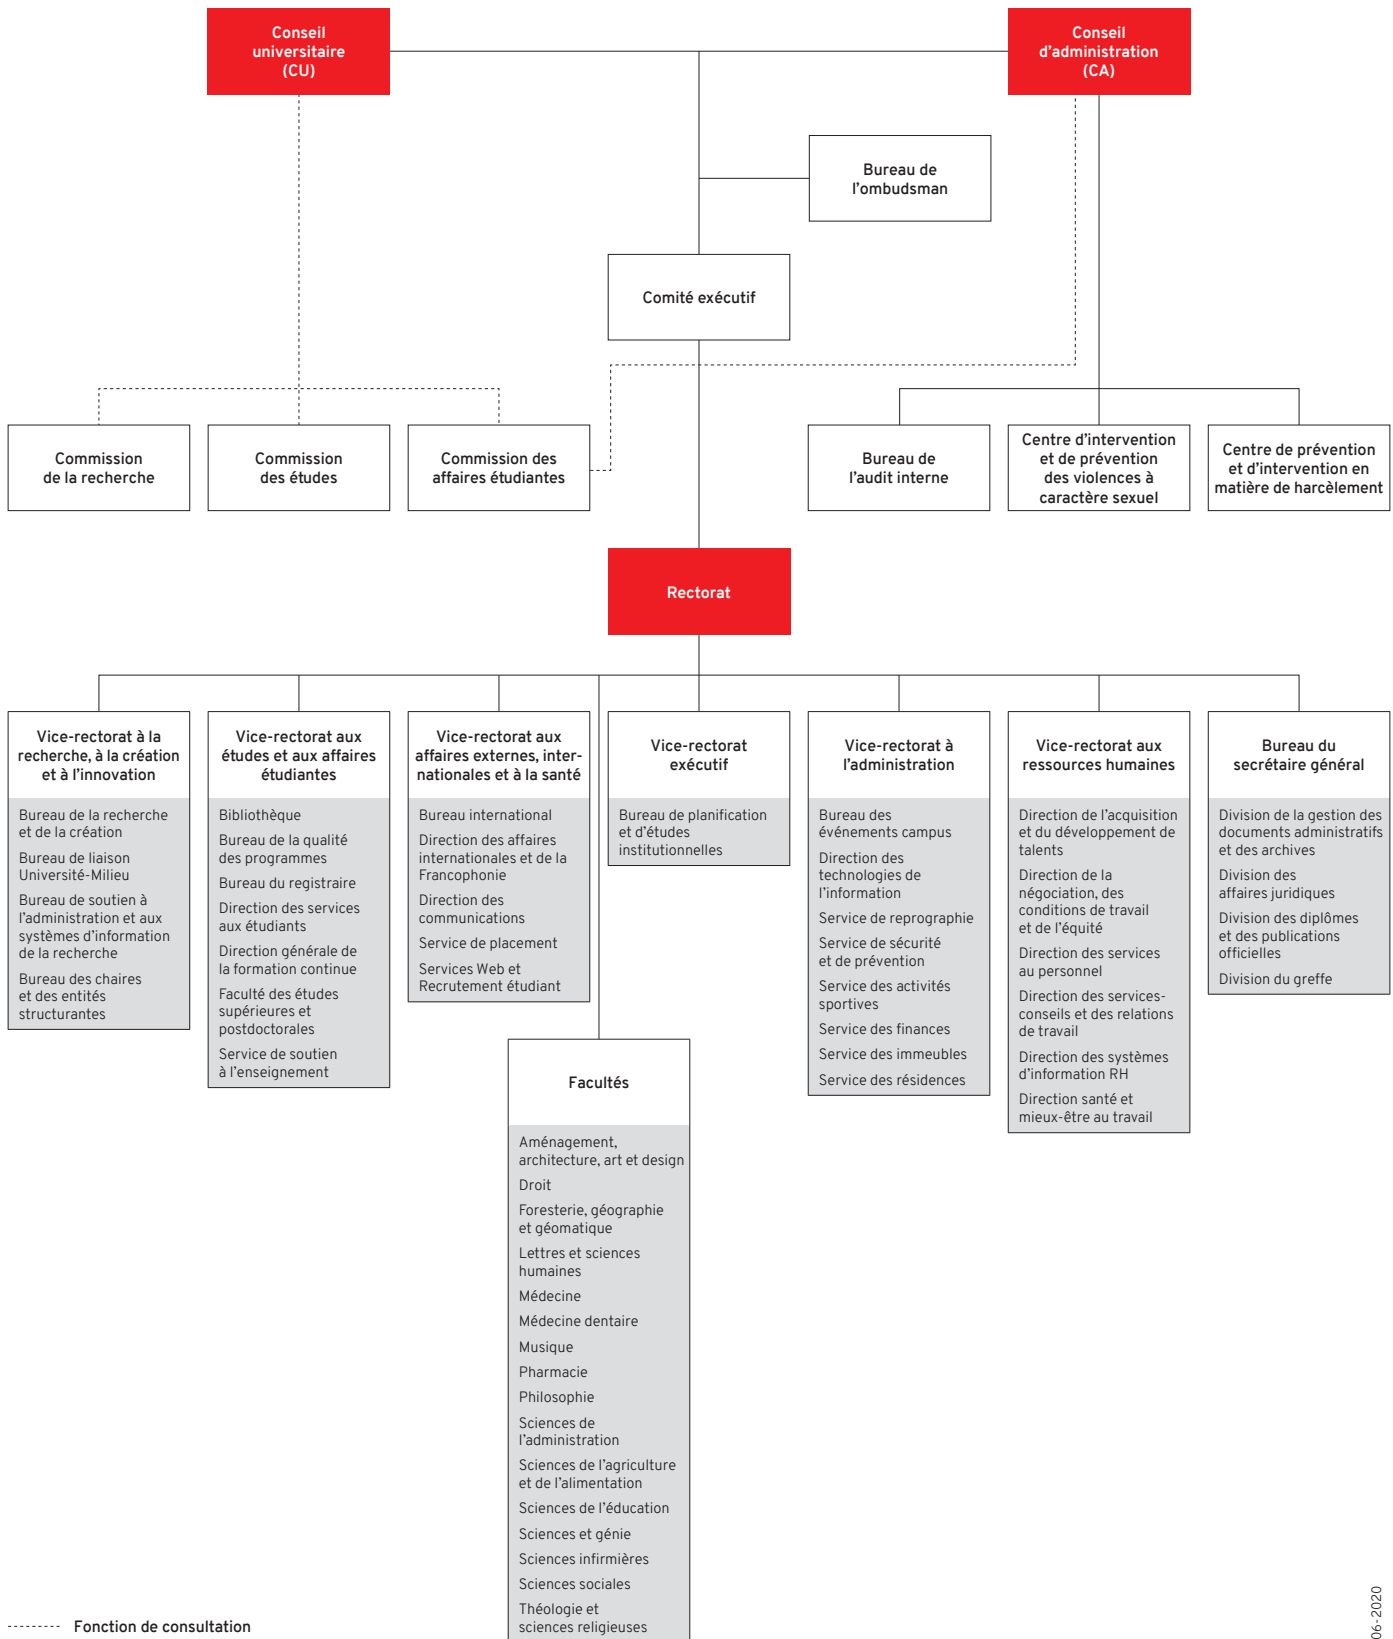 Conseil
universitaire
(CU)
Conseil
d'administration
(CA)
Bureau de
l'ombudsman
Comité exécutif
Commission
de la recherche
Commission
des études
Commission des
affaires étudiantes
Bureau de
l'audit interne
Centre d'intervention
et de prévention
des violences à
caractère sexuel
Centre de prévention
et d'intervention en
matière de harcèlement
Rectorat
Vice-rectorat à la
recherche, à la création
et à l'innovation
Bureau de la recherche
et de la création
Bureau de liaison
Université-Milieu
Bureau de soutien à
l'administration et aux
systèmes d'information
de la recherche
Bureau des chaires
et des entités
structurantes
Vice-rectorat aux
études et aux affaires
étudiantes
Bibliothèque
Bureau de la qualité
des programmes
Bureau du registraire
Direction des services
aux étudiants
Direction générale de
la formation continue
Faculté des études
supérieures et
postdoctorales
Service de soutien
à l'enseignement
Vice-rectorat aux
affaires externes, inter-
nationales et à la santé
Bureau international
Direction des affaires
internationales et de la
Francophonie
Direction des
communications
Service de placement
Services Web et
Recrutement étudiant
Facultés
Aménagement,
architecture, art et design
Droit
Foresterie, géographie
et géomatique
Lettres et sciences
humaines
Médecine
Médecine dentaire
Musique
Pharmacie
Philosophie
Sciences de
l'administration
Sciences de l'agriculture
et de l'alimentation
Sciences de l'éducation
Sciences et génie
Sciences infirmières
Sciences sociales
Théologie et
sciences religieuses
Vice-rectorat
exécutif
Bureau de planification
et d'études
institutionnelles
Vice-rectorat à
l'administration
Bureau des
événements campus
Direction des
technologies de
l'information
Service de reprographie
Service de sécurité
et de prévention
Service des activités
sportives
Service des finances
Service des immeubles
Service des résidences
Vice-rectorat aux
ressources humaines
Direction de l'acquisition
et du développement de
talents
Direction de la
négociation, des
conditions de travail
et de l'équité
Direction des services
au personnel
Direction des services-
conseils et des relations
de travail
Direction des systèmes
d'information RH
Direction santé et
mieux-être au travail
Bureau du
secrétaire général
Division de la gestion des
documents administratifs
et des archives
Division des
affaires juridiques
Division des diplômes
et des publications
officielles
Division du greffe
Fonction de consultation
06-2020